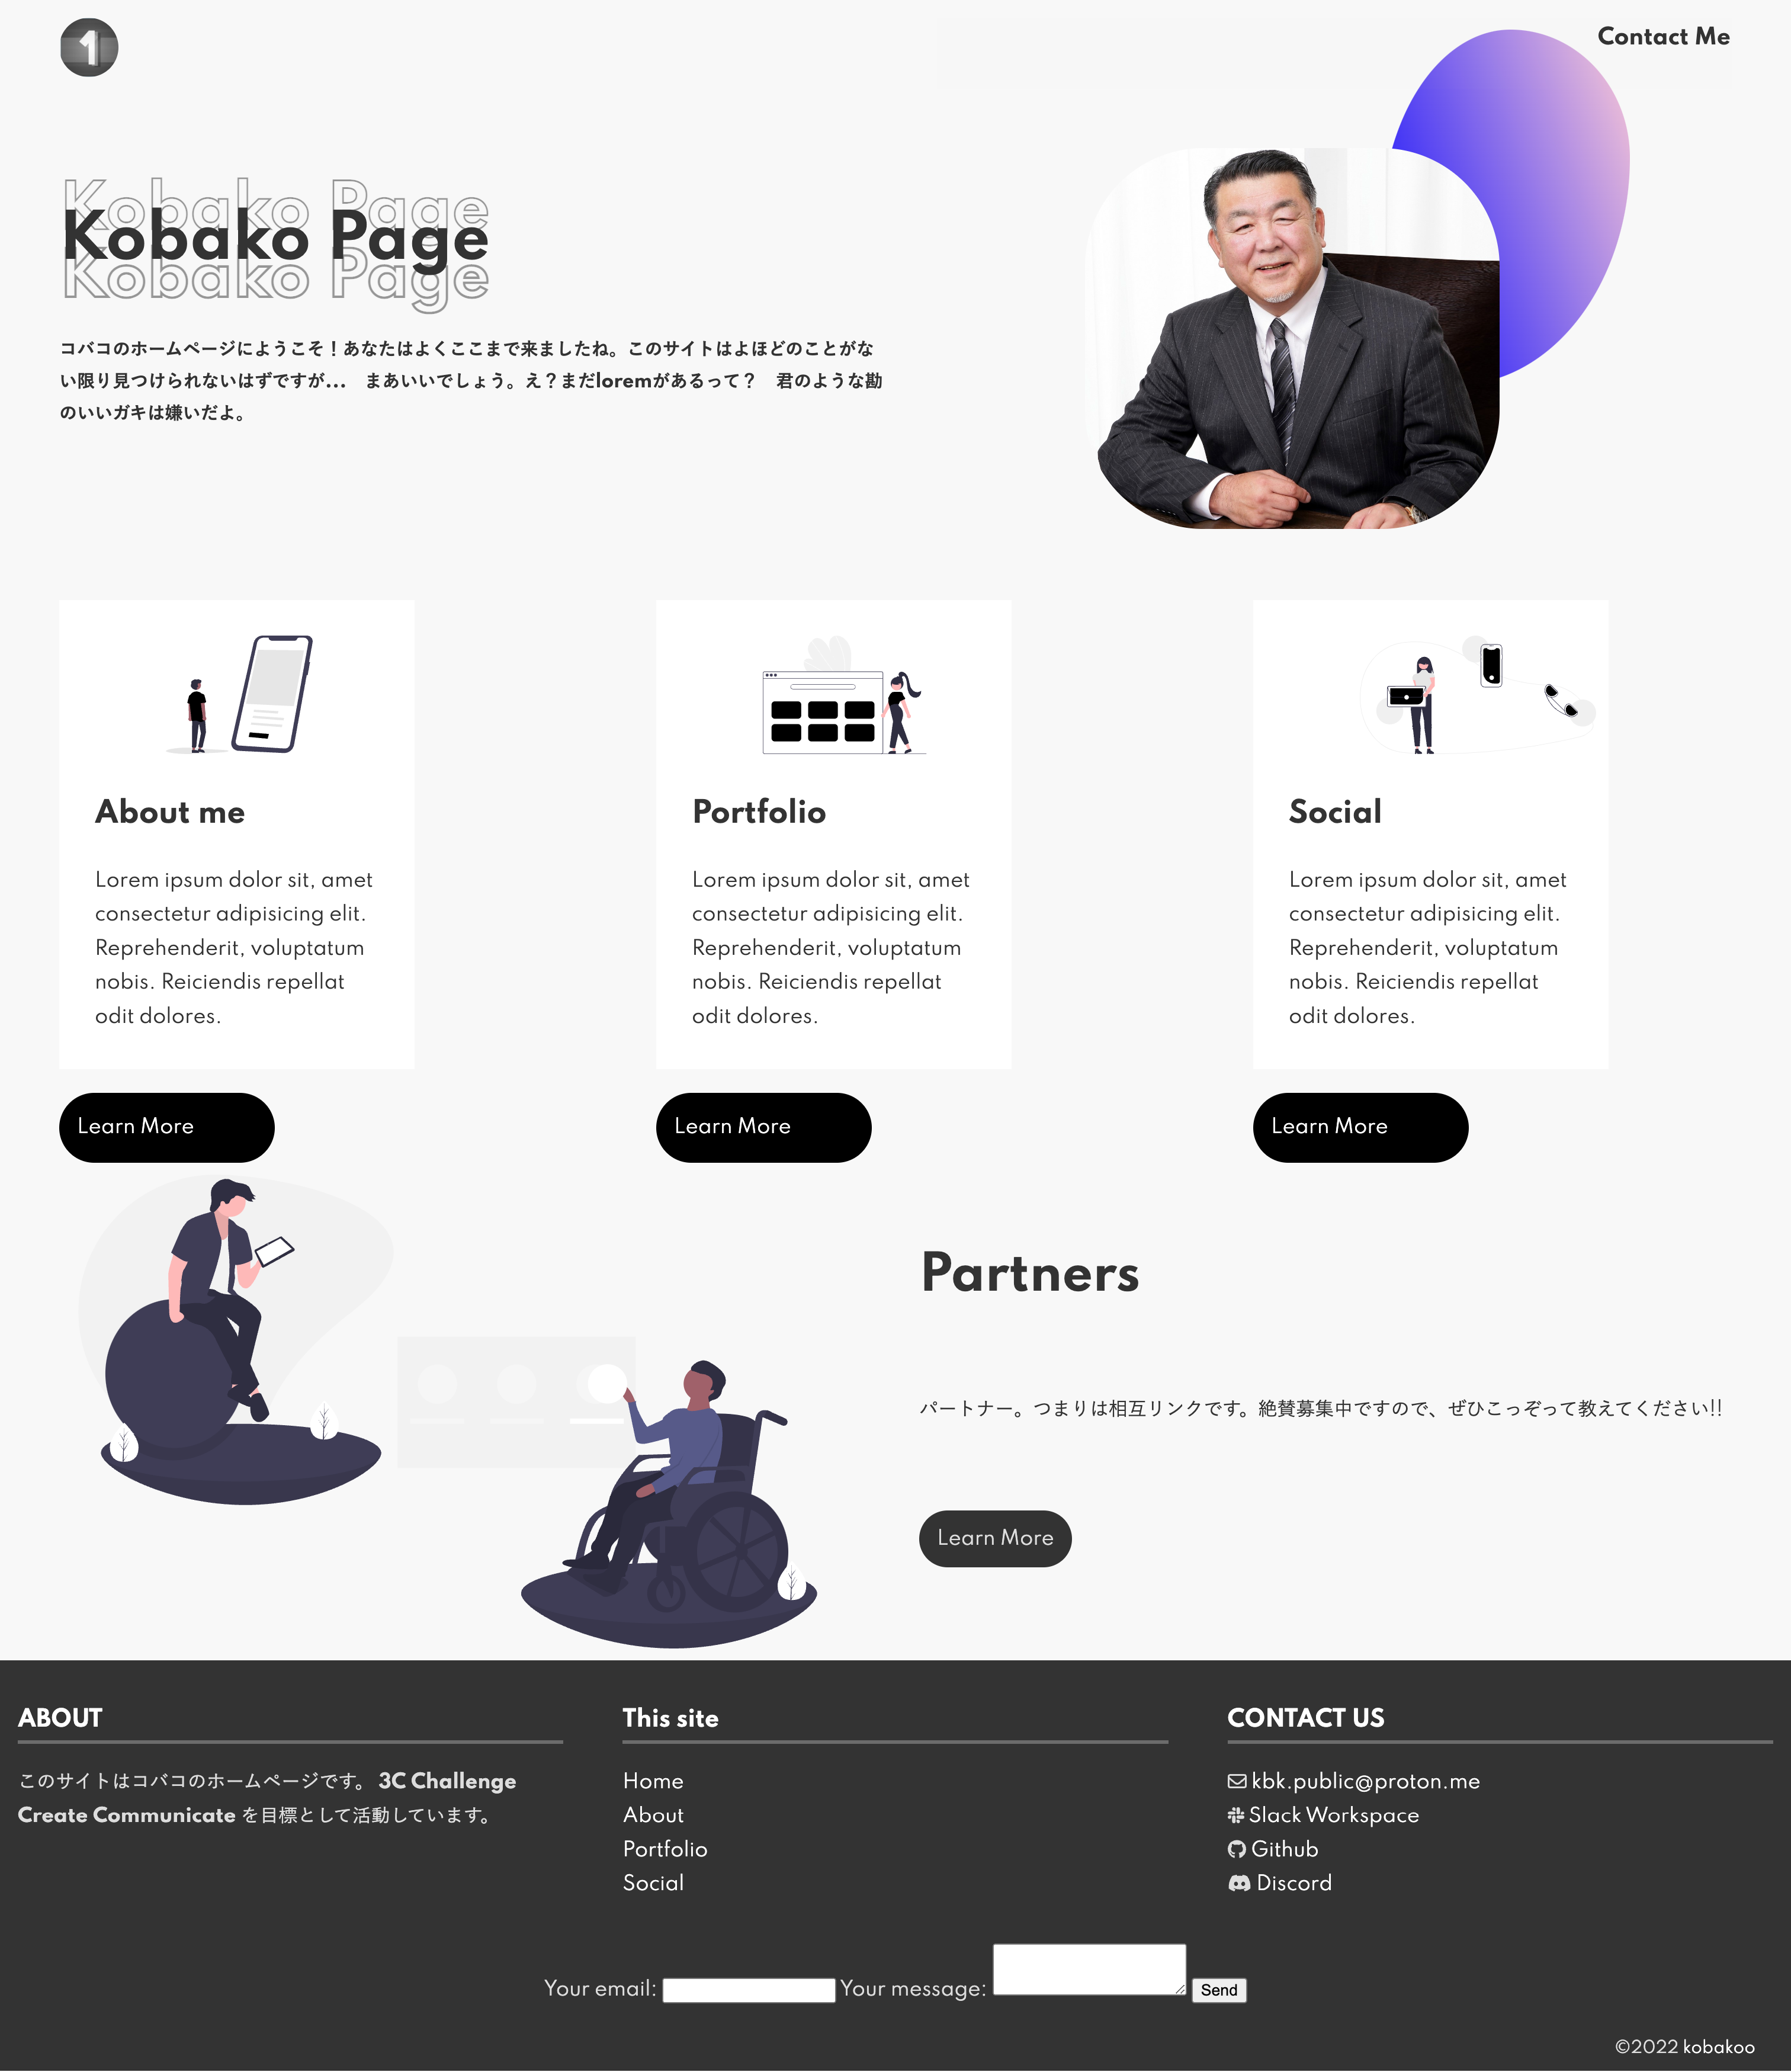 1
Contact Me
Kobako Page
Kobako Page
Kobako Page
コバコのホームページにようこそ！あなたはよくここまで来ましたね。このサイトはよほどのことがな
い限り見つけられないはずですが...　まあいいでしょう。え？まだloremがあるって？　君のような勘
のいいガキは嫌いだよ。
About me
Lorem ipsum dolor sit, amet
consectetur adipisicing elit.
Reprehenderit, voluptatum
nobis. Reiciendis repellat
odit dolores.
Learn More
Portfolio
Lorem ipsum dolor sit, amet
consectetur adipisicing elit.
Reprehenderit, voluptatum
nobis. Reiciendis repellat
odit dolores.
Learn More
Social
Lorem ipsum dolor sit, amet
consectetur adipisicing elit.
Reprehenderit, voluptatum
nobis. Reiciendis repellat
odit dolores.
Learn More
Partners
パートナー。つまりは相互リンクです。絶賛募集中ですので、ぜひこっぞって教えてください!!
Learn More
ABOUT
このサイトはコバコのホームページです。 3C Challenge
Create Communicate を目標として活動しています。
This site
Home
About
Portfolio
Social
CONTACT US
kbk.public@proton.me
Slack Workspace
Github
Discord
Your email: Your message: Send
©2022 kobakoo